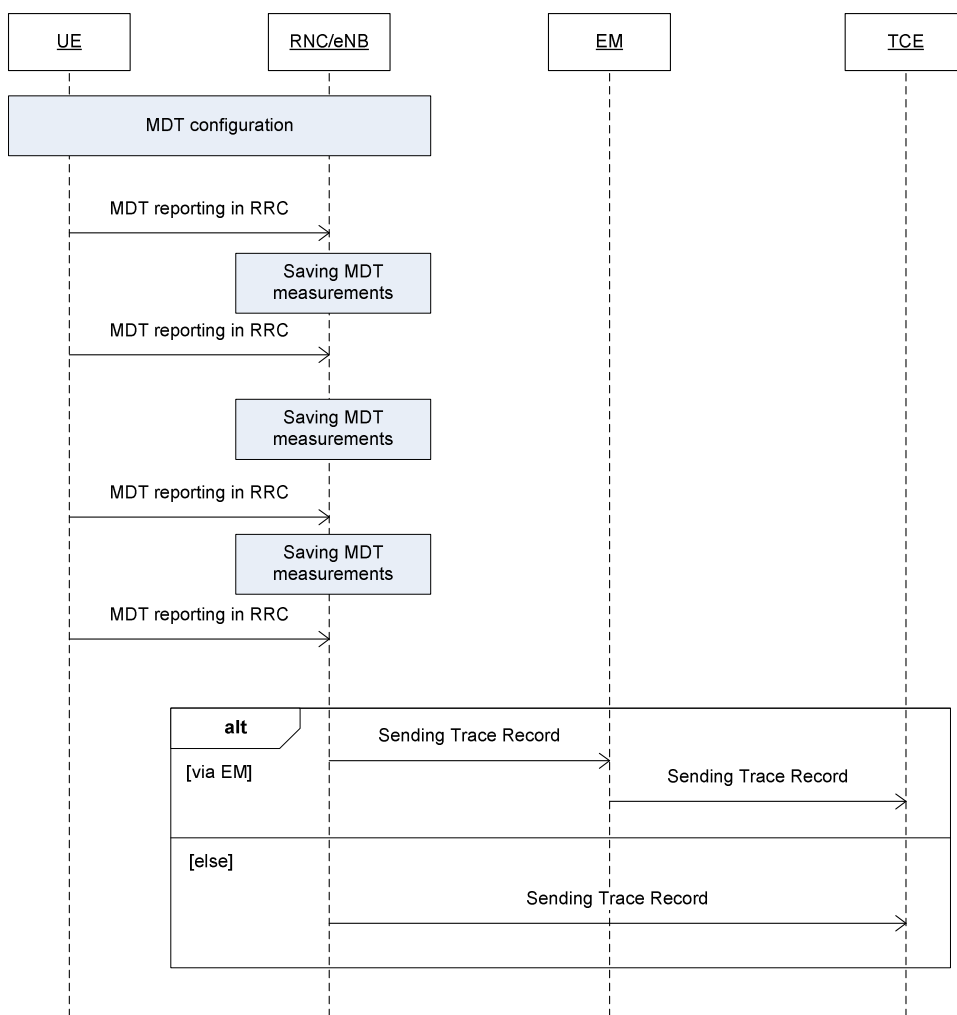 UE
RNC/eNB
EM
TCE
MDT configuration
MDT reporting in RRC
Saving MDT
measurements
MDT reporting in RRC
Saving MDT
measurements
MDT reporting in RRC
Saving MDT
measurements
MDT reporting in RRC
alt
Sending Trace Record
[via EM]
Sending Trace Record
[else]
Sending Trace Record